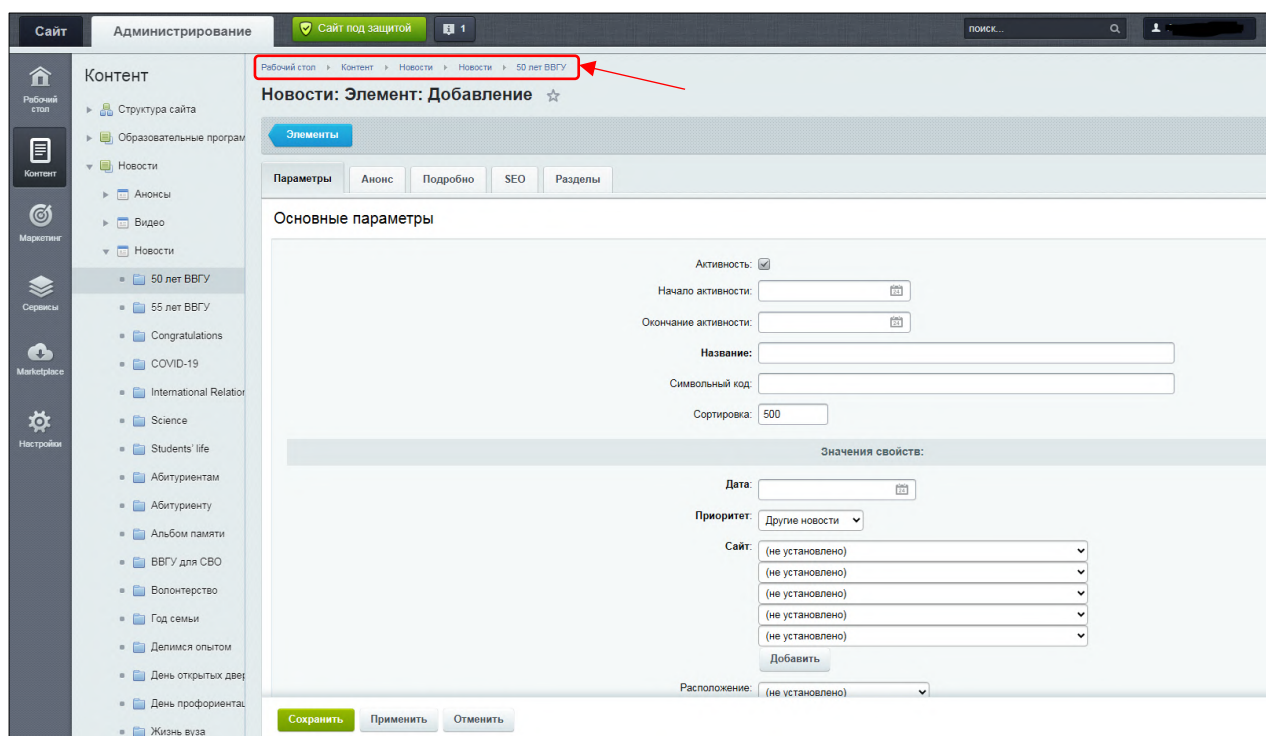 Сайт
Администрирование
Сайт под защитой
1
поиск...
Рабочий стол
Контент
Маркетинг
Сервисы
Marketplace
Настройки
Контент
Структура сайта
Образовательные програм
Новости
Анонсы
Видео
Новости
50 лет ВВГУ
55 лет ВВГУ
Congratulations
COVID-19
International Relation
Science
Students' life
Абитуриентам
Абитуриенту
Альбом памяти
ВВГУ для СВО
Волонтерство
Год семьи
Делимся опытом
День открытых двер
День профориентац
Жизнь вуза
Рабочий стол Контент Новости Новости 50 лет ВВГУ
Новости: Элемент: Добавление
Элементы
Параметры Анонс Подробно SEO Разделы
Основные параметры
Активность:
Начало активности:
Окончание активности:
Название:
Символьный код:
Сортировка: 500
Значения свойств:
Дата:
Приоритет: Другие новости
Сайт: (не установлено)
(не установлено)
(не установлено)
(не установлено)
(не установлено)
Добавить
Расположение: (не установлено)
Сохранить Применить Отменить